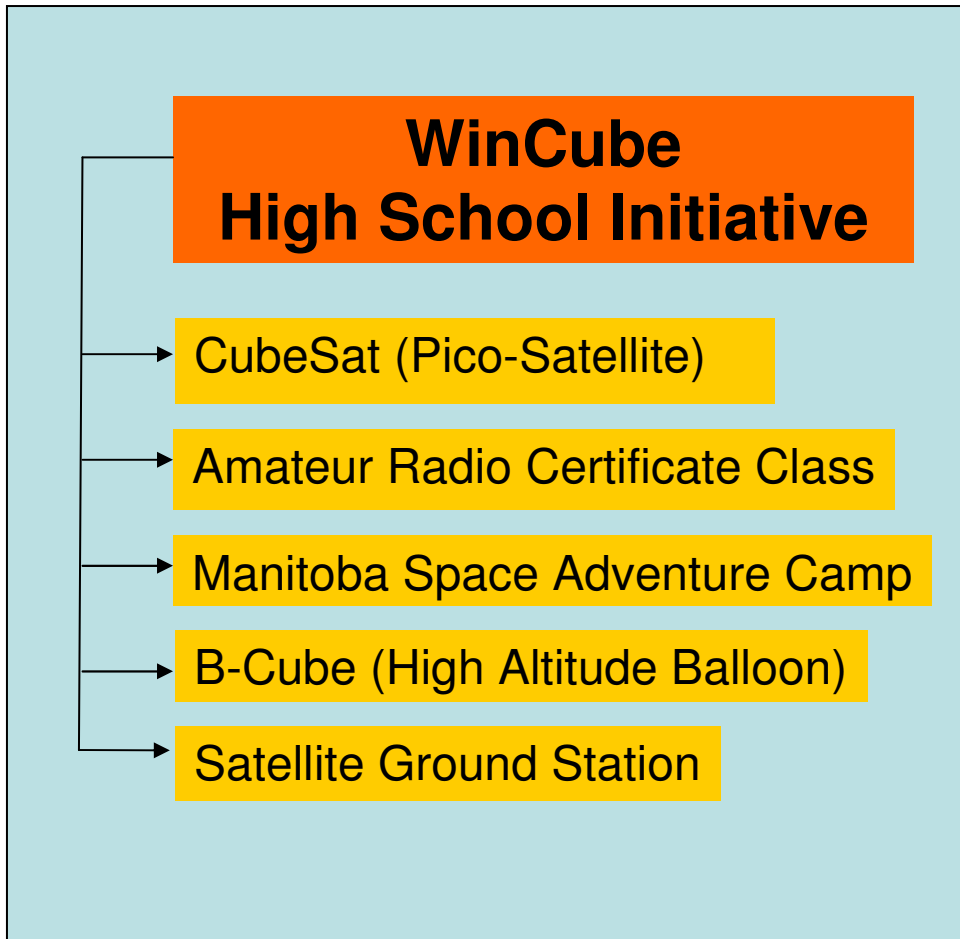 WinCube
High School Initiative
CubeSat (Pico-Satellite)
Amateur Radio Certificate Class
Manitoba Space Adventure Camp
B-Cube (High Altitude Balloon)
Satellite Ground Station